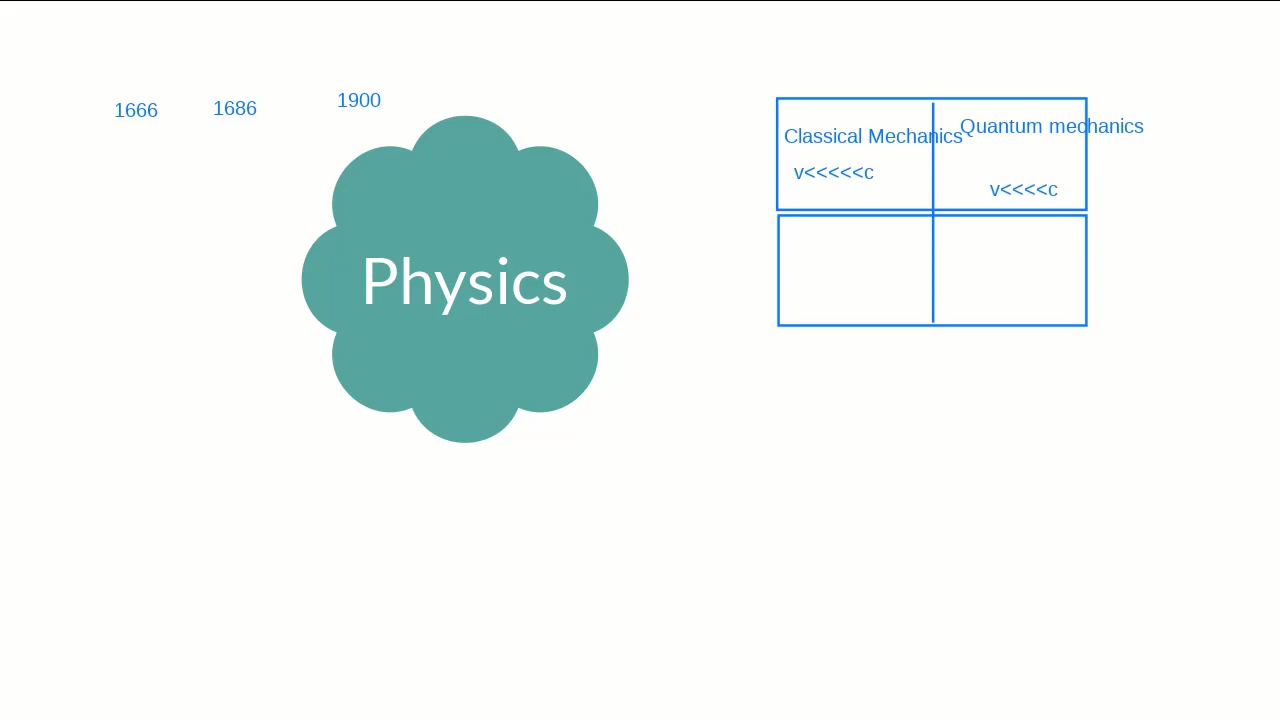 1666
1686
1900
Physics
Classical Mechanics
v<<<<<c
Quantum mechanics
v<<<<c